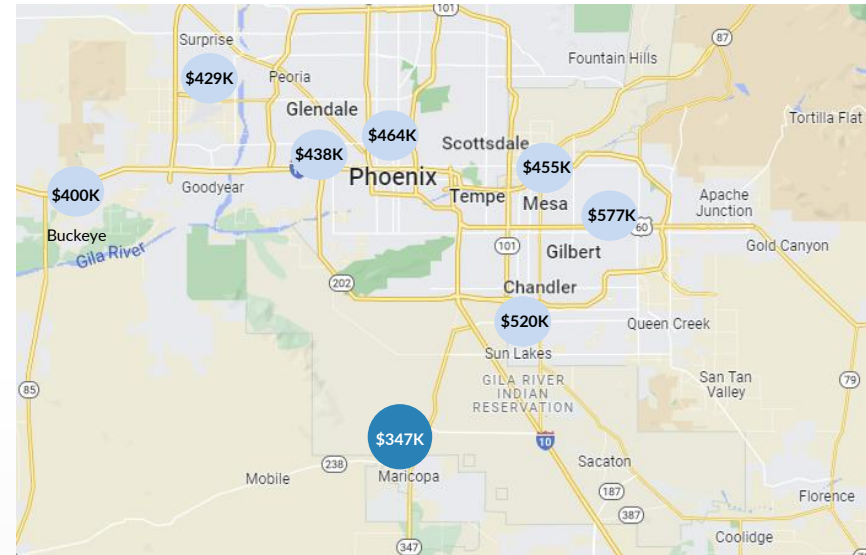 101
87
Surprise
Fountain Hills
$429K
Peoria
Glendale
Tortilla Flat
$464K
Scottsdale
$438K
$455K
Phoenix
$400K
Goodyear
Tempe
Mesa
Apache
Junction
$577K
60
Buckeye
Gila River
101
Gilbert
Gold Canyon
202
Chandler
$520K
Queen Creek
Sun Lakes
GILA RIVER
INDIAN
RESERVATION
San Tan
Valley
79
85
$347K
10
238
Mobile
Maricopa
Sacaton
187
387
Florence
347
Coolidge